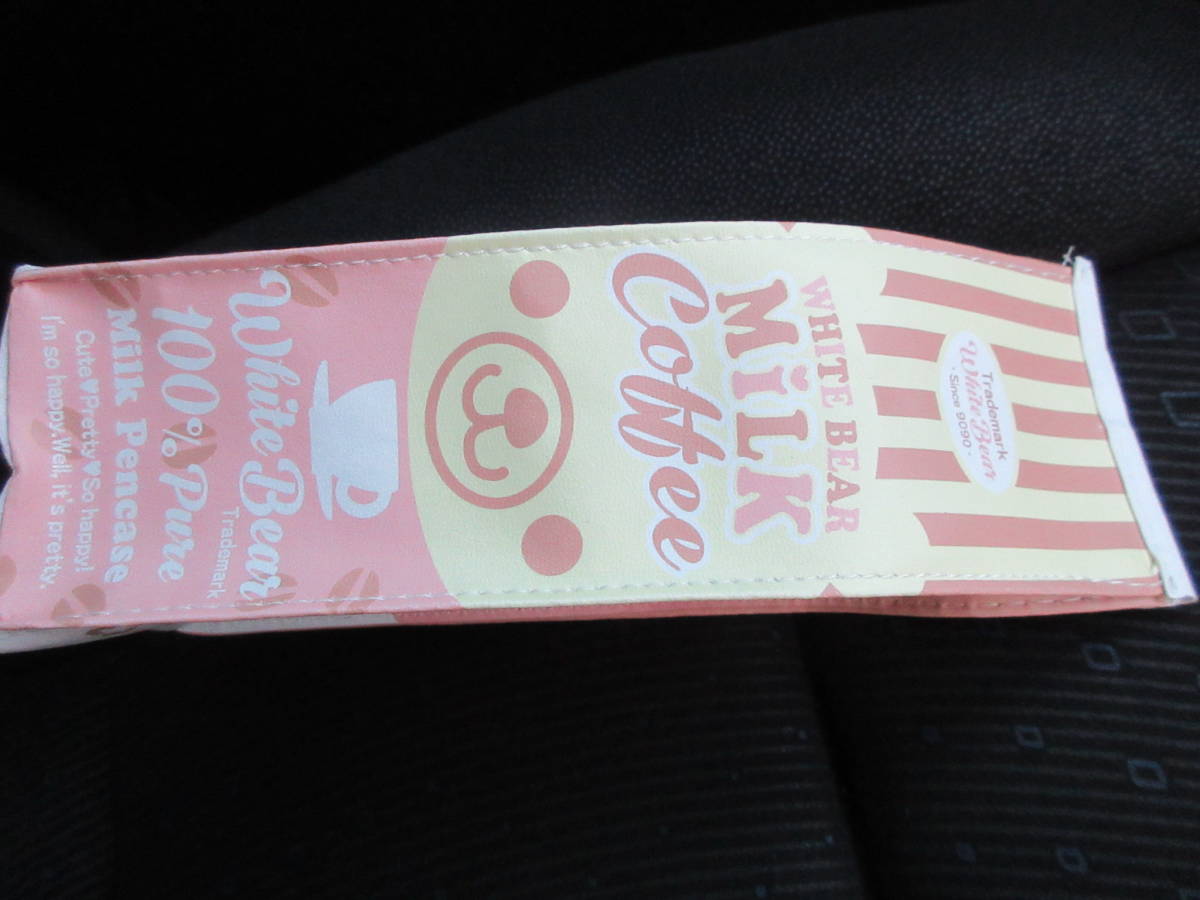 Trademark
White Bear
· Since 9090 ·
WHITE BEAR
MiLK
Coffee
White Bear
Trademark
100% Pure
Milk Pencase
Cute♥Pretty♥So happy!
I'm so happy.Well, it's pretty.